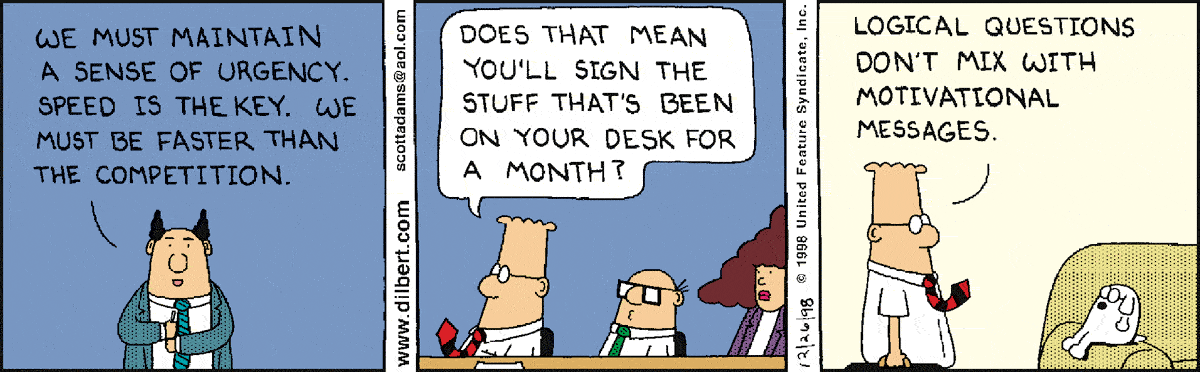 WE MUST MAINTAIN
A SENSE OF URGENCY.
SPEED IS THE KEY. WE
MUST BE FASTER THAN
THE COMPETITION.
www.dilbert.com scottadams@aol.com
DOES THAT MEAN
YOU'LL SIGN THE
STUFF THAT'S BEEN
ON YOUR DESK FOR
A MONTH?
12/26/98 © 1998 United Feature Syndicate, Inc.
LOGICAL QUESTIONS
DON'T MIX WITH
MOTIVATIONAL
MESSAGES.